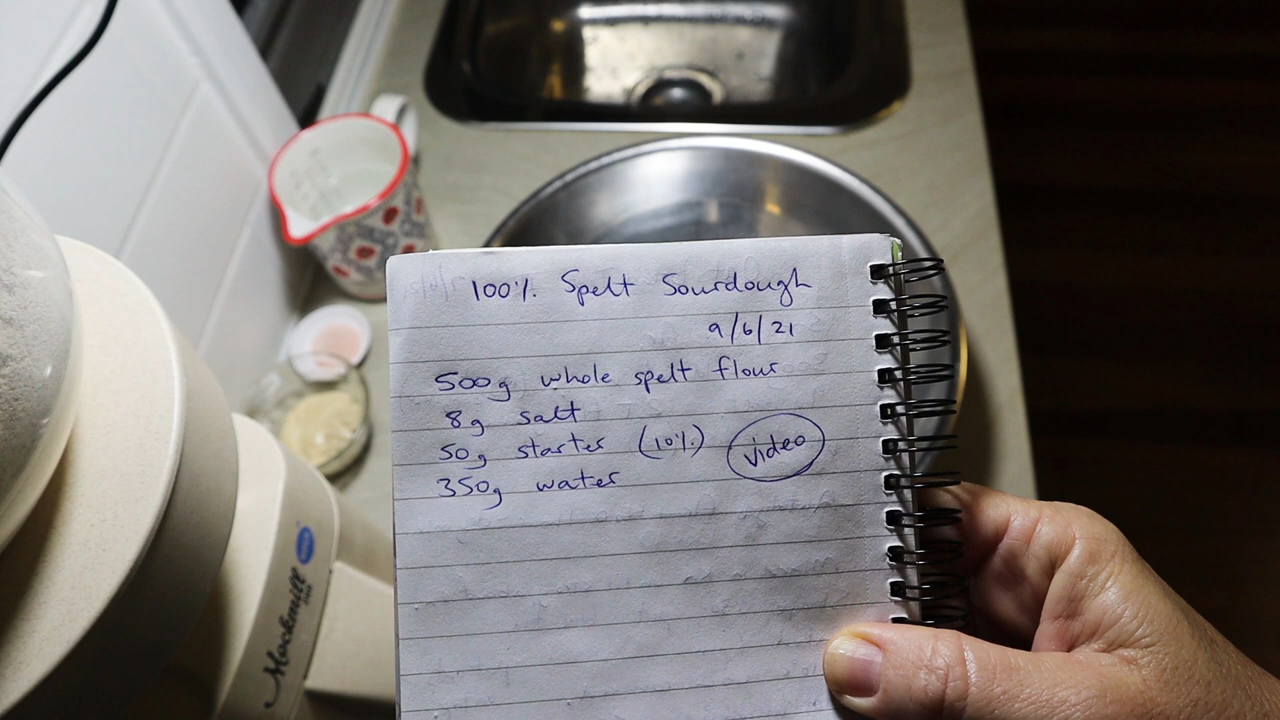 100% Spelt Sourdough
9/6/21
500g whole spelt flour
8g salt
50g starter (10%) video
350g water
Mockmill